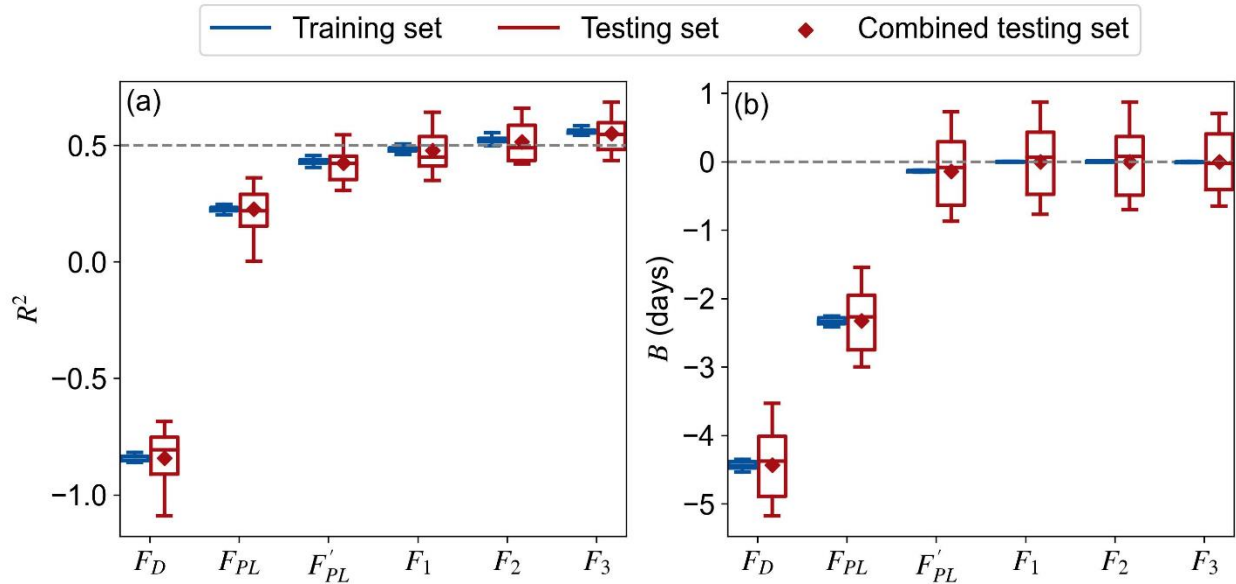 Training set Testing set Combined testing set
(a)
0.5
0.0
−0.5
−1.0
R²
F_D F_PL F'_PL F_1 F_2 F_3
(b)
1
0
−1
−2
−3
−4
−5
B (days)
F_D F_PL F'_PL F_1 F_2 F_3